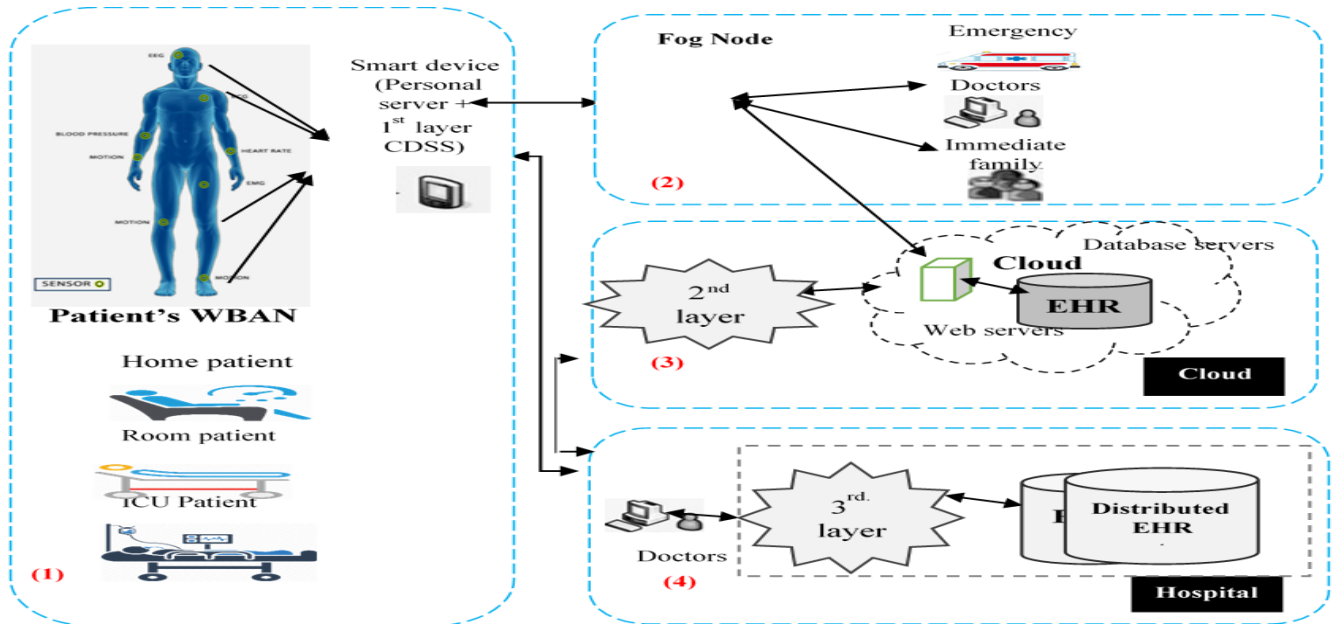 EEG
ECG
BLOOD PRESSURE
MOTION
HEART RATE
EMG
MOTION
MOTION
SENSOR
Patient's WBAN
Smart device
(Personal
server +
1st layer
CDSS)
Home patient
Room patient
ICU Patient
(1)
Fog Node
Emergency
Doctors
Immediate
family
(2)
2nd
layer
Database servers
Cloud
EHR
Web servers
(3)
Cloud
Doctors
3rd.
layer
Distributed
EHR
(4)
Hospital